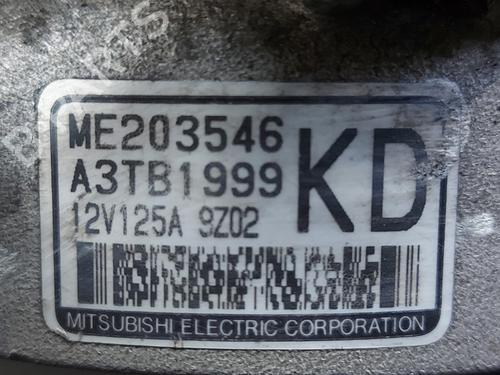 ME203546
A3TB1999
KD
12V125A 9Z02
MITSUBISHI ELECTRIC CORPORATION